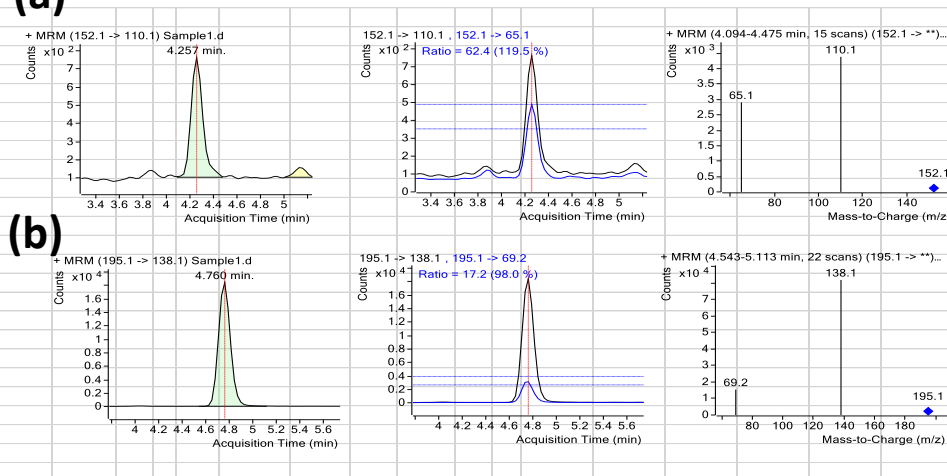 (a)
+ MRM (152.1 -> 110.1) Sample1.d
x10 2
4.257 min.
Counts
7
6
5
4
3
2
1
3.4 3.6 3.8 4 4.2 4.4 4.6 4.8 5
Acquisition Time (min)
152.1 -> 110.1 , 152.1 -> 65.1
x10 2
Ratio = 62.4 (119.5 %)
Counts
7
6
5
4
3
2
1
0
3.4 3.6 3.8 4 4.2 4.4 4.6 4.8 5
Acquisition Time (min)
+ MRM (4.094-4.475 min, 15 scans) (152.1 -> **)...
x10 3
110.1
Counts
4.5
4
3.5
3
2.5
2
1.5
1
0.5
0
65.1
152.1
80 100 120 140
Mass-to-Charge (m/z
(b)
+ MRM (195.1 -> 138.1) Sample1.d
x10 4
4.760 min.
Counts
1.6
1.4
1.2
1
0.8
0.6
0.4
0.2
0
4 4.2 4.4 4.6 4.8 5 5.2 5.4 5.6
Acquisition Time (min)
195.1 -> 138.1 , 195.1 -> 69.2
x10 4
Ratio = 17.2 (98.0 %)
Counts
1.6
1.4
1.2
1
0.8
0.6
0.4
0.2
0
4 4.2 4.4 4.6 4.8 5 5.2 5.4 5.6
Acquisition Time (min)
+ MRM (4.543-5.113 min, 22 scans) (195.1 -> **)...
x10 4
138.1
Counts
7
6
5
4
3
2
1
0
69.2
195.1
80 100 120 140 160 180
Mass-to-Charge (m/z)